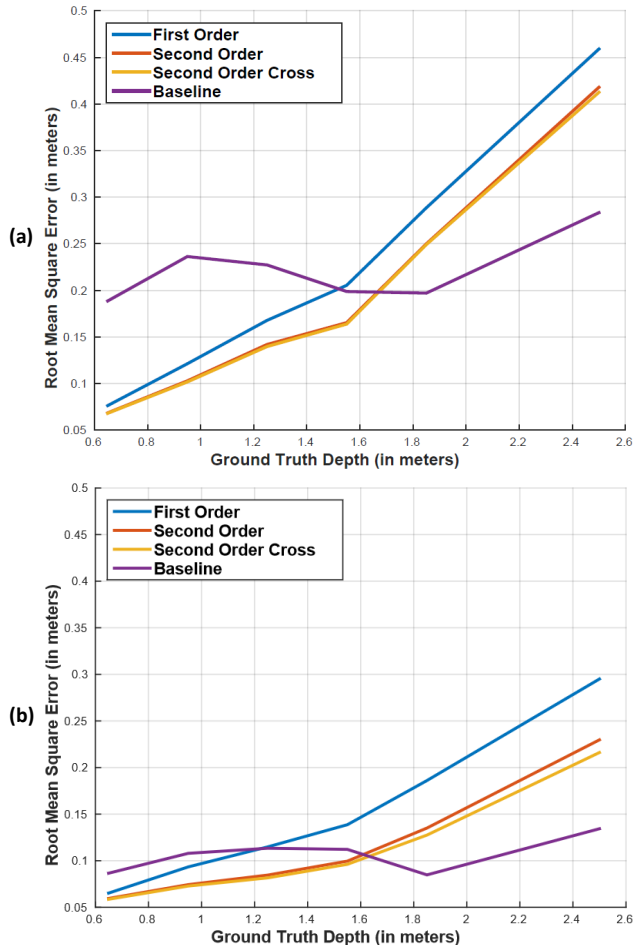 0.5
First Order
Second Order
Second Order Cross
Baseline
0.45
0.4
0.35
0.3
0.25
0.2
0.15
0.1
0.05
Root Mean Square Error (in meters)
(a)
0.6 0.8 1 1.2 1.4 1.6 1.8 2 2.2 2.4 2.6
Ground Truth Depth (in meters)
0.5
First Order
Second Order
Second Order Cross
Baseline
0.45
0.4
0.35
0.3
0.25
0.2
0.15
0.1
0.05
Root Mean Square Error (in meters)
(b)
0.6 0.8 1 1.2 1.4 1.6 1.8 2 2.2 2.4 2.6
Ground Truth Depth (in meters)